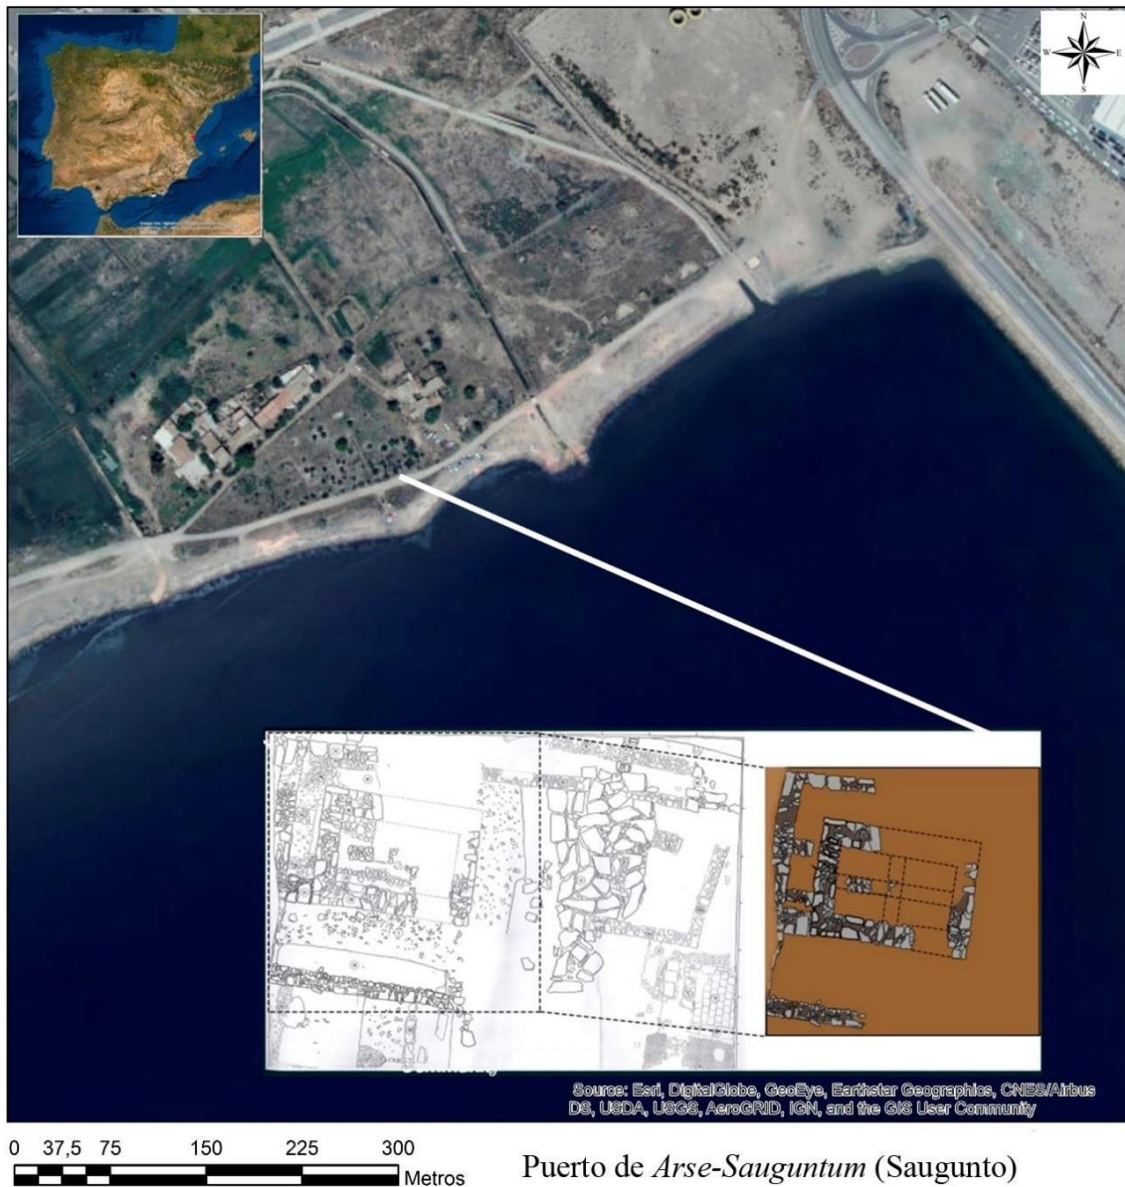 N
W E
S
Source: Esri, DigitalGlobe, GeoEye, Earthstar Geographics, CNES/Airbus
DS, USDA, USGS, AeroGRID, IGN, and the GIS User Community
0 37,5 75 150 225 300
Metros
Puerto de Arse-Sauguntum (Saugunto)